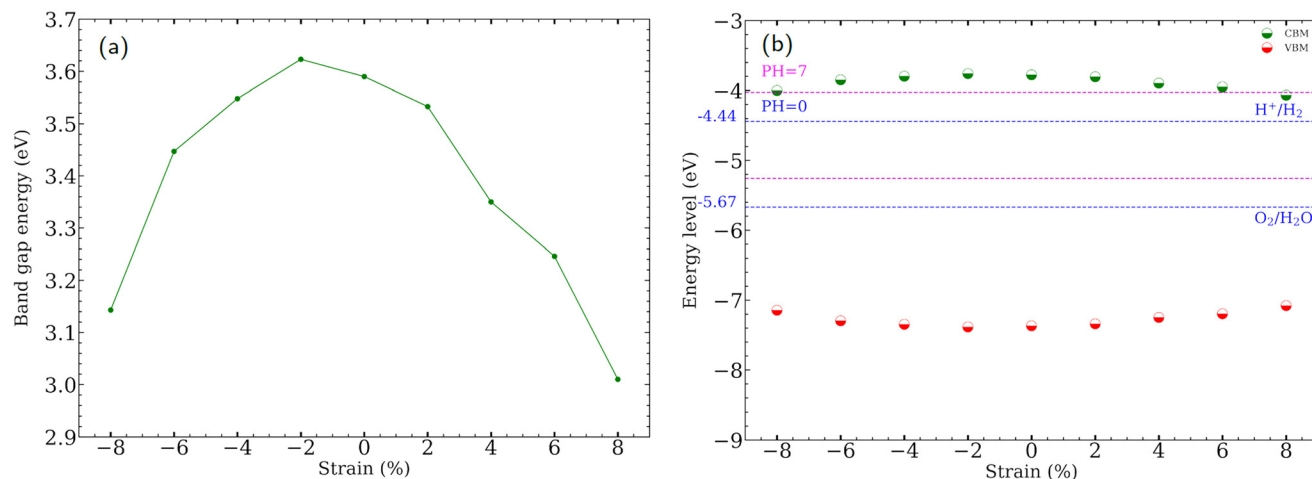 (a)
3.7
3.6
3.5
3.4
3.3
3.2
3.1
3.0
2.9
Band gap energy (eV)
−8 −6 −4 −2 0 2 4 6 8
Strain (%)
(b)
CBM
VBM
−3
−4
−5
−6
−7
−8
−9
Energy level (eV)
PH=7
PH=0
-4.44
H⁺/H₂
-5.67
O₂/H₂O
−8 −6 −4 −2 0 2 4 6 8
Strain (%)